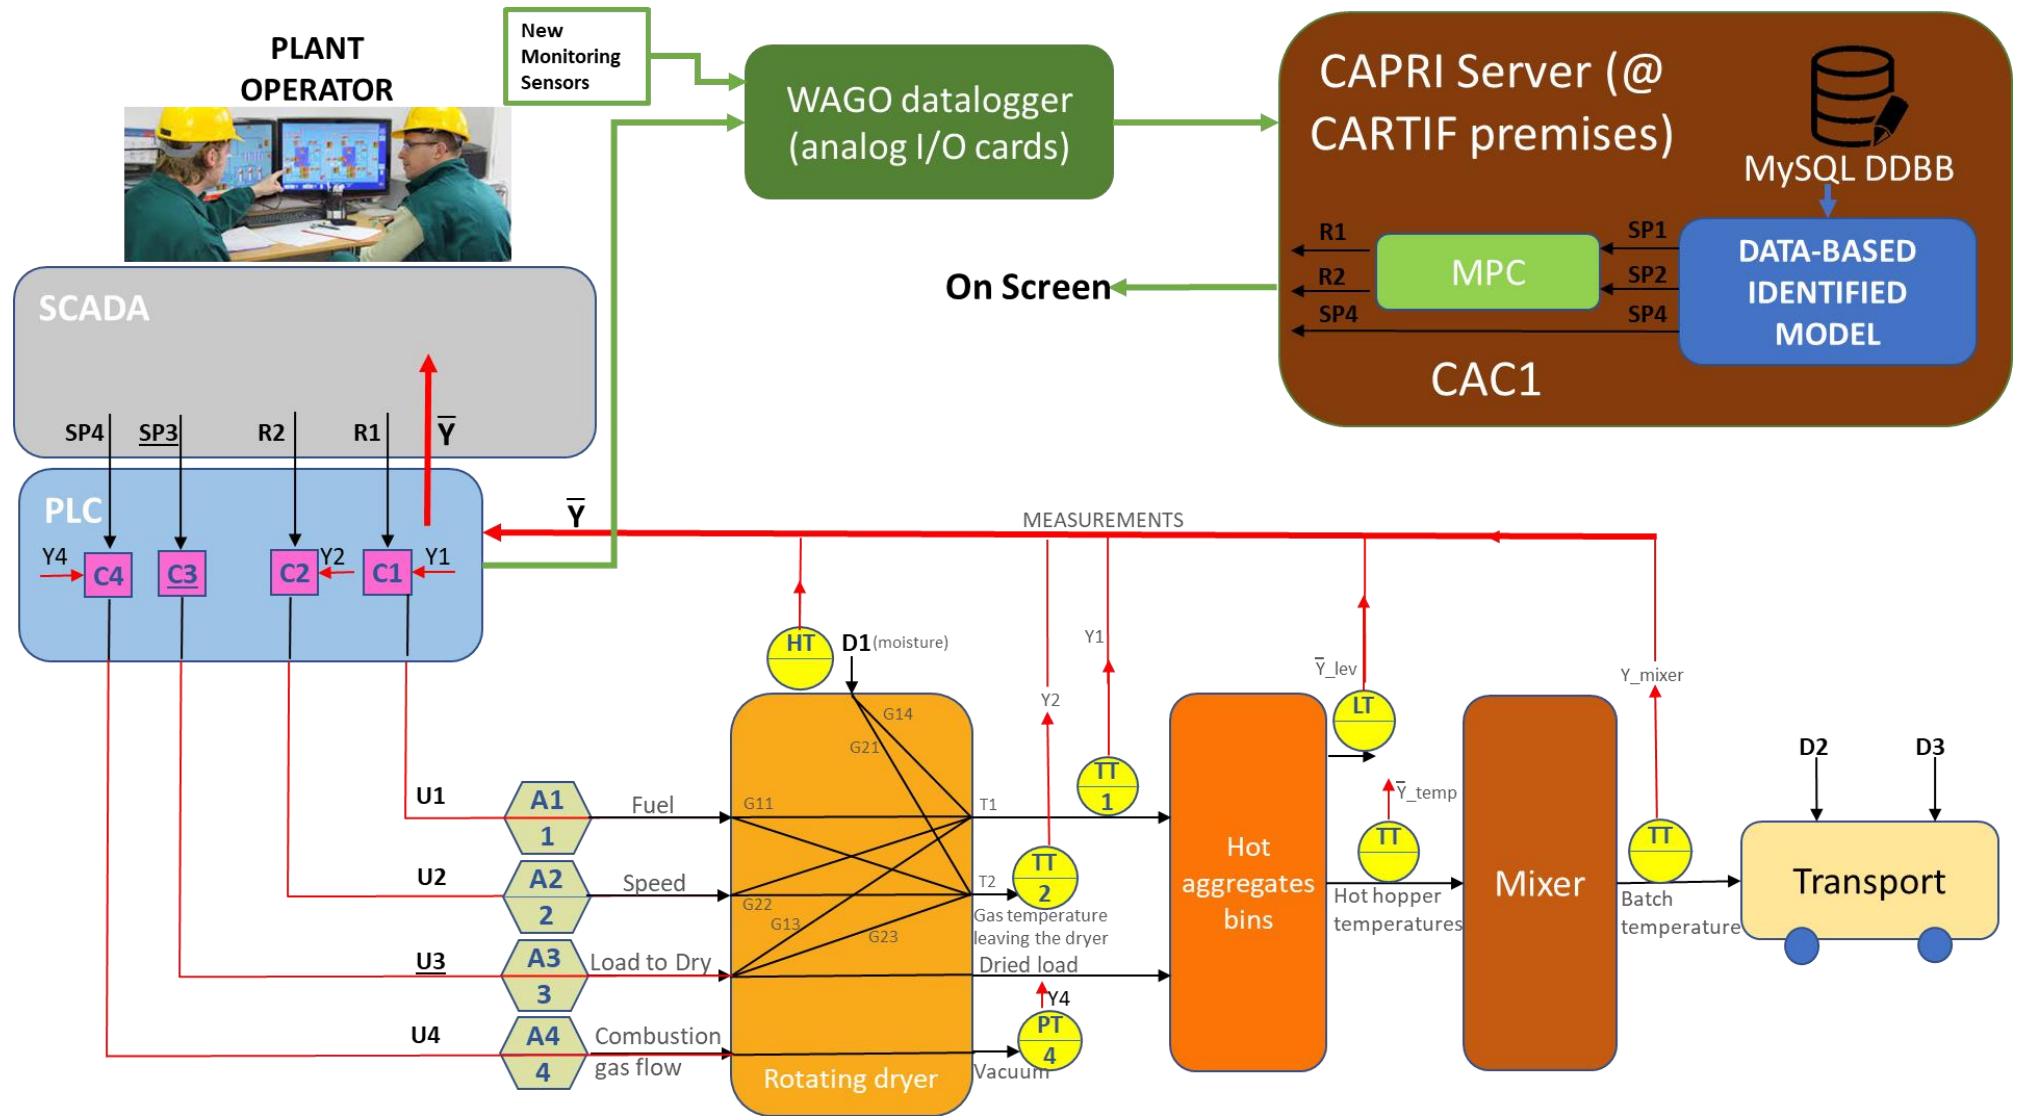 PLANT
OPERATOR
New
Monitoring
Sensors
WAGO datalogger
(analog I/O cards)
CAPRI Server (@
CARTIF premises)
MySQL DDBB
R1
R2
SP4
MPC
SP1
SP2
SP4
DATA-BASED
IDENTIFIED
MODEL
CAC1
On Screen
SCADA
SP4
SP3
R2
R1
Y̅
PLC
Y4
C4
C3
C2
Y2
C1
Y1
Y̅
MEASUREMENTS
HT
D1 (moisture)
Y1
Y2
Y̅_lev
LT
Y_mixer
G14
G21
G11
G22
G13
G23
T1
T2
TT
1
TT
2
Gas temperature
leaving the dryer
Dried load
Y4
PT
4
Vacuum
Rotating dryer
U1
A1
1
Fuel
U2
A2
2
Speed
U3
A3
3
Load to Dry
U4
A4
4
Combustion
gas flow
Hot
aggregates
bins
Y̅_temp
TT
Hot hopper
temperatures
Mixer
TT
Batch
temperature
D2
D3
Transport